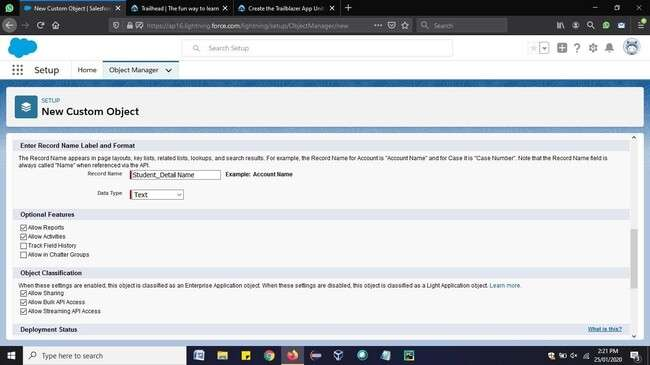 New Custom Object | Salesfor
Trailhead | The fun way to learn
Create the Trailblazer App Unit
https://ap16.lightning.force.com/lightning/setup/ObjectManager/new
Search
Search Setup
Setup
Home
Object Manager
SETUP
New Custom Object
Enter Record Name Label and Format
The Record Name appears in page layouts, key lists, related lists, lookups, and search results. For example, the Record Name for Account is "Account Name" and for Case it is "Case Number". Note that the Record Name field is
always called "Name" when referenced via the API.
Record Name Student_Detail Name Example: Account Name
Data Type Text
Optional Features
Allow Reports
Allow Activities
Track Field History
Allow in Chatter Groups
Object Classification
When these settings are enabled, this object is classified as an Enterprise Application object. When these settings are disabled, this object is classified as a Light Application object. Learn more.
Allow Sharing
Allow Bulk API Access
Allow Streaming API Access
Deployment Status What is this?
Type here to search
2:21 PM
25/01/2020